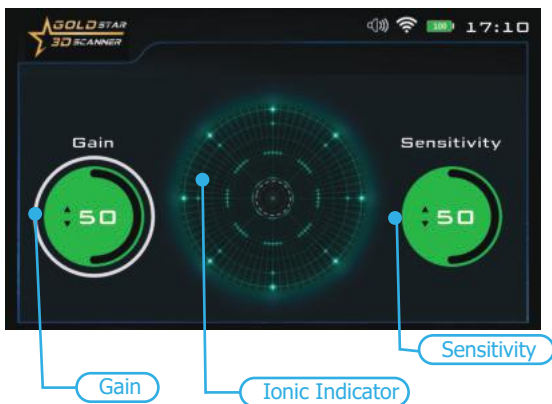 GOLD STAR
3D SCANNER
100
17:10
Gain
Sensitivity
50
50
Sensitivity
Gain
Ionic Indicator